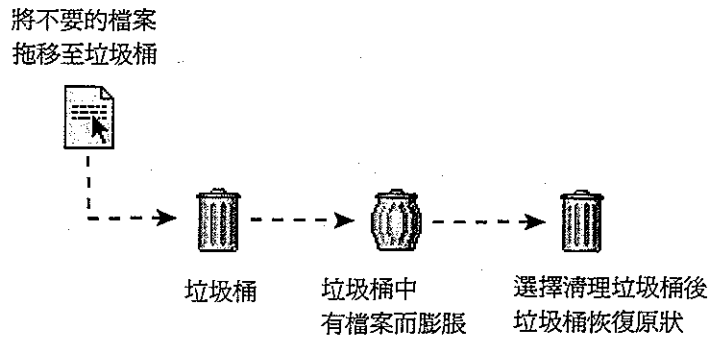 將不要的檔案
拖移至垃圾桶
垃圾桶
垃圾桶中
有檔案而膨脹
選擇清理垃圾桶後
垃圾桶恢復原狀